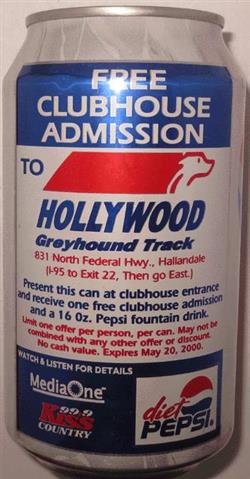 FREE
CLUBHOUSE
ADMISSION
TO
HOLLYWOOD
Greyhound Track
831 North Federal Hwy., Hallandale
(I-95 to Exit 22, Then go East.)
Present this can at clubhouse entrance
and receive one free clubhouse admission
and a 16 Oz. Pepsi fountain drink.
Limit one offer per person, per can. May not be
combined with any other offer or discount.
No cash value. Expires May 20, 2000.
WATCH & LISTEN FOR DETAILS
MediaOne
99.9
KISS
COUNTRY
diet
PEPSI